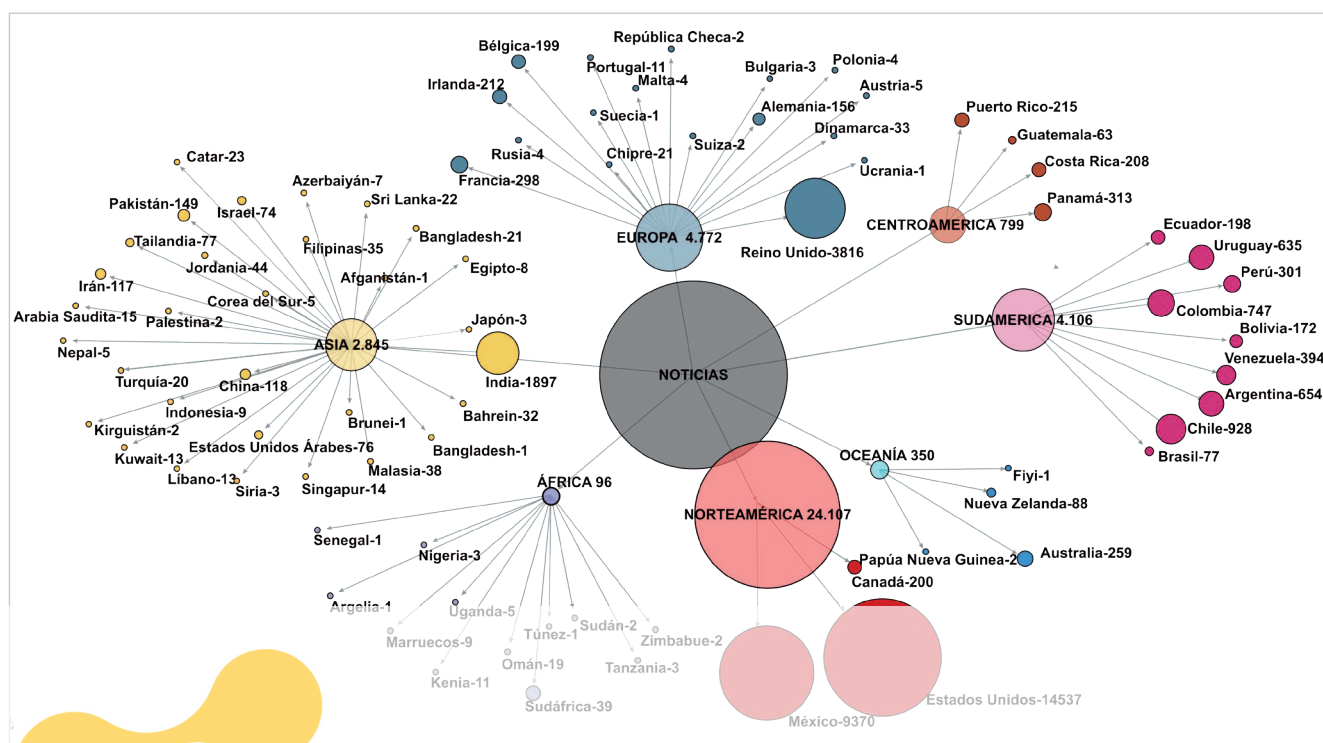 República Checa-2
Bélgica-199
Portugal-11
Malta-4
Bulgaria-3
Polonia-4
Irlanda-212
Austria-5
Alemania-156
Suecia-1
Dinamarca-33
Suiza-2
Rusia-4
Chipre-21
Ucrania-1
Francia-298
EUROPA 4.772
Reino Unido-3816
Puerto Rico-215
Guatemala-63
Costa Rica-208
Panamá-313
CENTROAMERICA 799
Ecuador-198
Uruguay-635
Perú-301
Colombia-747
SUDAMERICA 4.106
Bolivia-172
Venezuela-394
Argentina-654
Chile-928
Brasil-77
Catar-23
Azerbaiyán-7
Sri Lanka-22
Pakistán-149
Israel-74
Tailandia-77
Filipinas-35
Bangladesh-21
Jordania-44
Afganistán-1
Egipto-8
Irán-117
Corea del Sur-5
Arabia Saudita-15
Palestina-2
Japón-3
ASIA 2.845
Nepal-5
Turquía-20
China-118
India-1897
Indonesia-9
Brunei-1
Bahrein-32
Kirguistán-2
Estados Unidos Árabes-76
Bangladesh-1
Kuwait-13
Líbano-13
Siria-3
Singapur-14
Malasia-38
NOTICIAS
ÁFRICA 96
Senegal-1
Nigeria-3
Argelia-1
Uganda-5
Marruecos-9
Túnez-1
Sudán-2
Zimbabue-2
Omán-19
Tanzania-3
Kenia-11
Sudáfrica-39
OCEANÍA 350
Fiyi-1
Nueva Zelanda-88
Papúa Nueva Guinea-2
Australia-259
NORTEAMÉRICA 24.107
Canadá-200
Estados Unidos-14537
México-9370